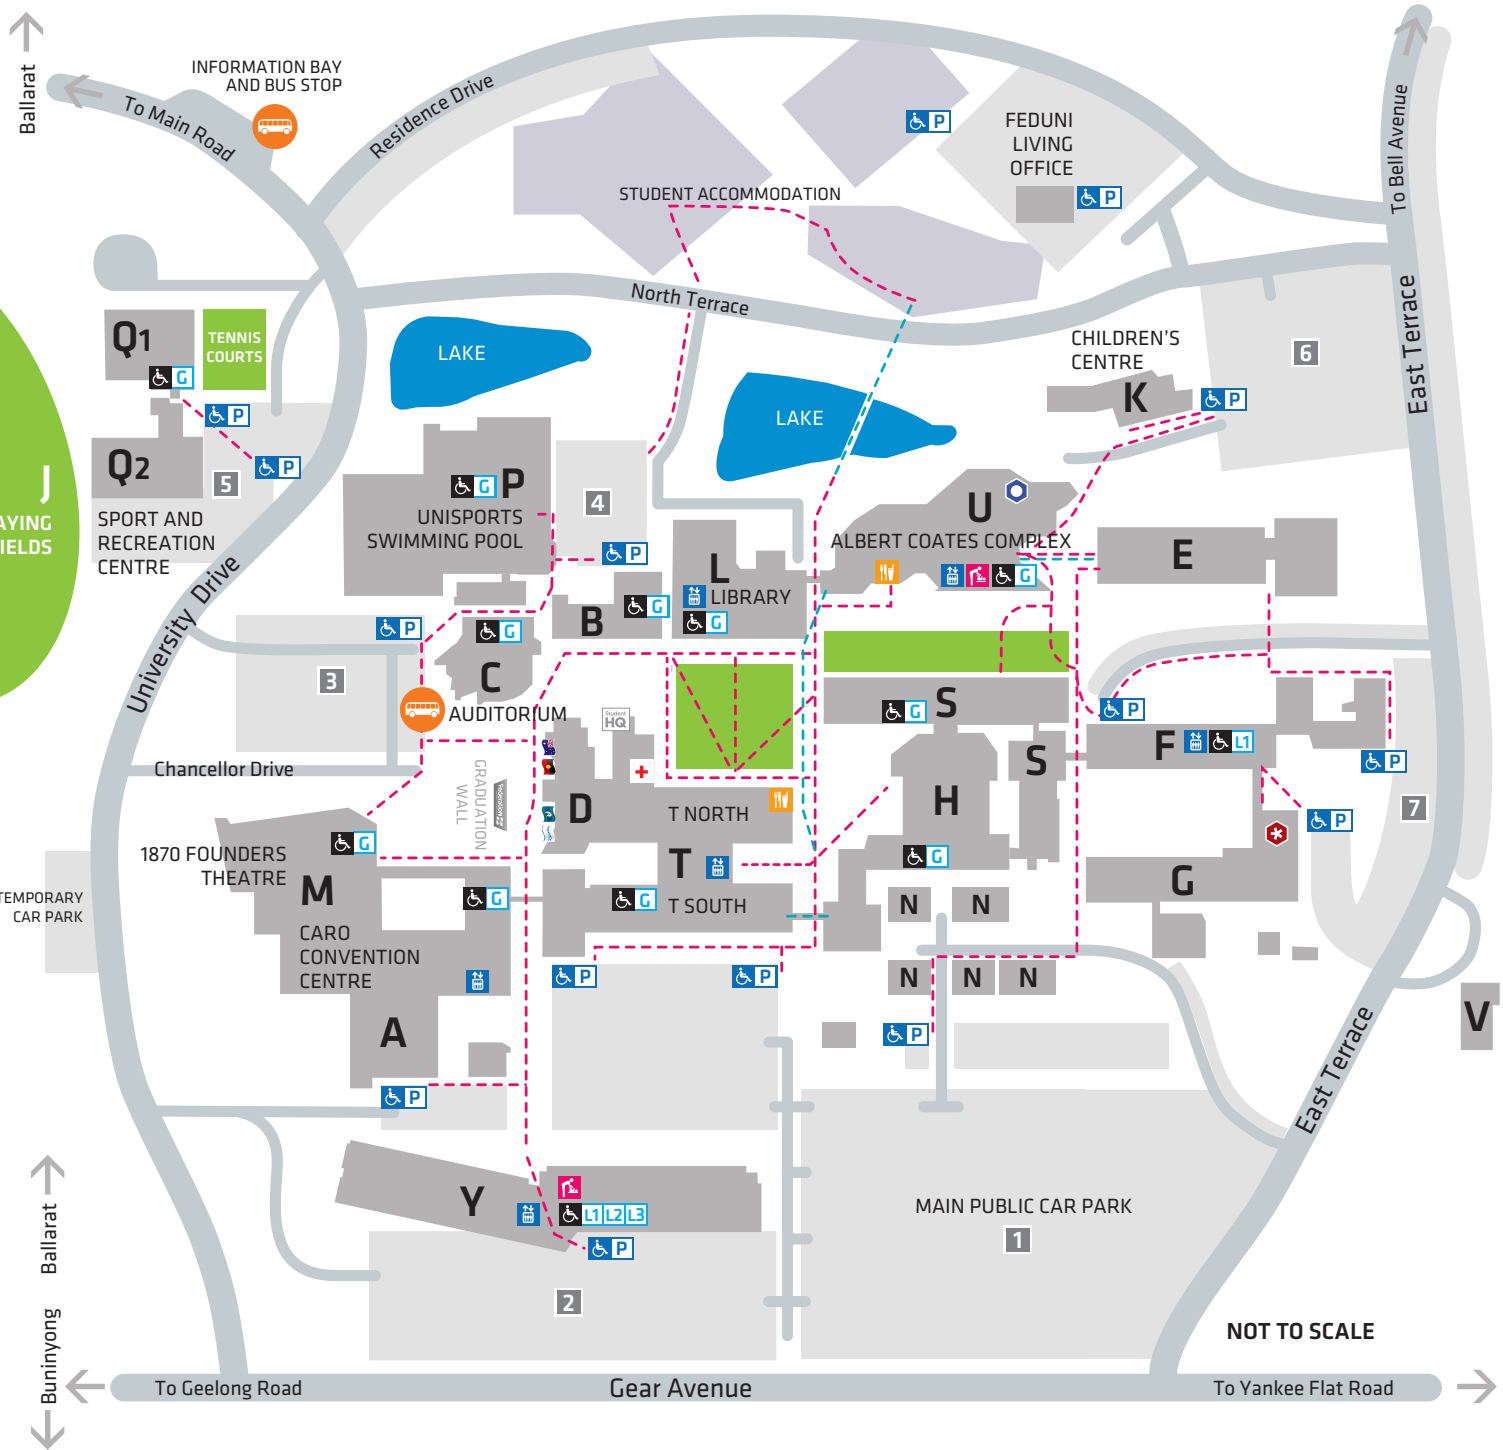 Ballarat
INFORMATION BAY
AND BUS STOP
To Main Road
Residence Drive
STUDENT ACCOMMODATION
P
FEDUNI
LIVING
OFFICE
P
To Bell Avenue
North Terrace
East Terrace
Q1
G
TENNIS
COURTS
LAKE
LAKE
CHILDREN'S
CENTRE
K
P
6
P
Q2
P
5
J
AYING
IELDS
SPORT AND
RECREATION
CENTRE
G
P
UNISPORTS
SWIMMING POOL
4
P
U
ALBERT COATES COMPLEX
G
E
L
LIBRARY
G
B
G
University Drive
P
3
G
C
AUDITORIUM
Student
HQ
S
G
S
P
F
L1
P
Chancellor Drive
GRADUATION
WALL
Federation
D
T NORTH
T
G
T SOUTH
H
G
P
7
G
1870 FOUNDERS
THEATRE
G
M
G
TEMPORARY
CAR PARK
CARO
CONVENTION
CENTRE
N
N
N
N
N
P
P
P
V
A
P
East Terrace
Y
L1
L2
L3
P
2
MAIN PUBLIC CAR PARK
1
NOT TO SCALE
Ballarat
Buninyong
To Geelong Road
Gear Avenue
To Yankee Flat Road